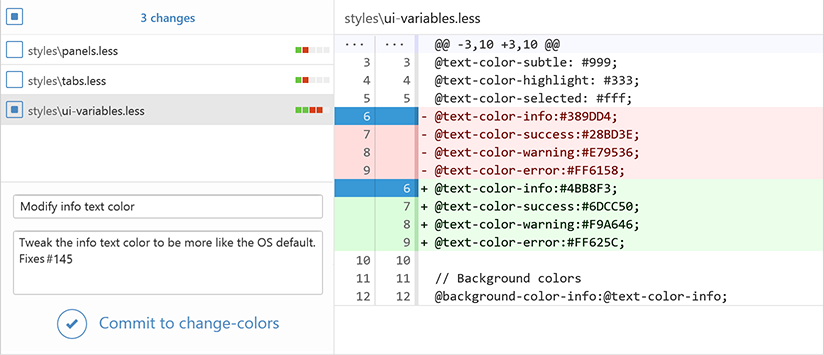 3 changes
styles\panels.less
styles\tabs.less
styles\ui-variables.less
Modify info text color
Tweak the info text color to be more like the OS default.
Fixes #145
Commit to change-colors
styles\ui-variables.less
... ... @@ -3,10 +3,10 @@
3 3 @text-color-subtle: #999;
4 4 @text-color-highlight: #333;
5 5 @text-color-selected: #fff;
6 - @text-color-info:#389DD4;
7 - @text-color-success:#28BD3E;
8 - @text-color-warning:#E79536;
9 - @text-color-error:#FF6158;
6 + @text-color-info:#4BB8F3;
7 + @text-color-success:#6DCC50;
8 + @text-color-warning:#F9A646;
9 + @text-color-error:#FF625C;
10 10
11 11 // Background colors
12 12 @background-color-info:@text-color-info;